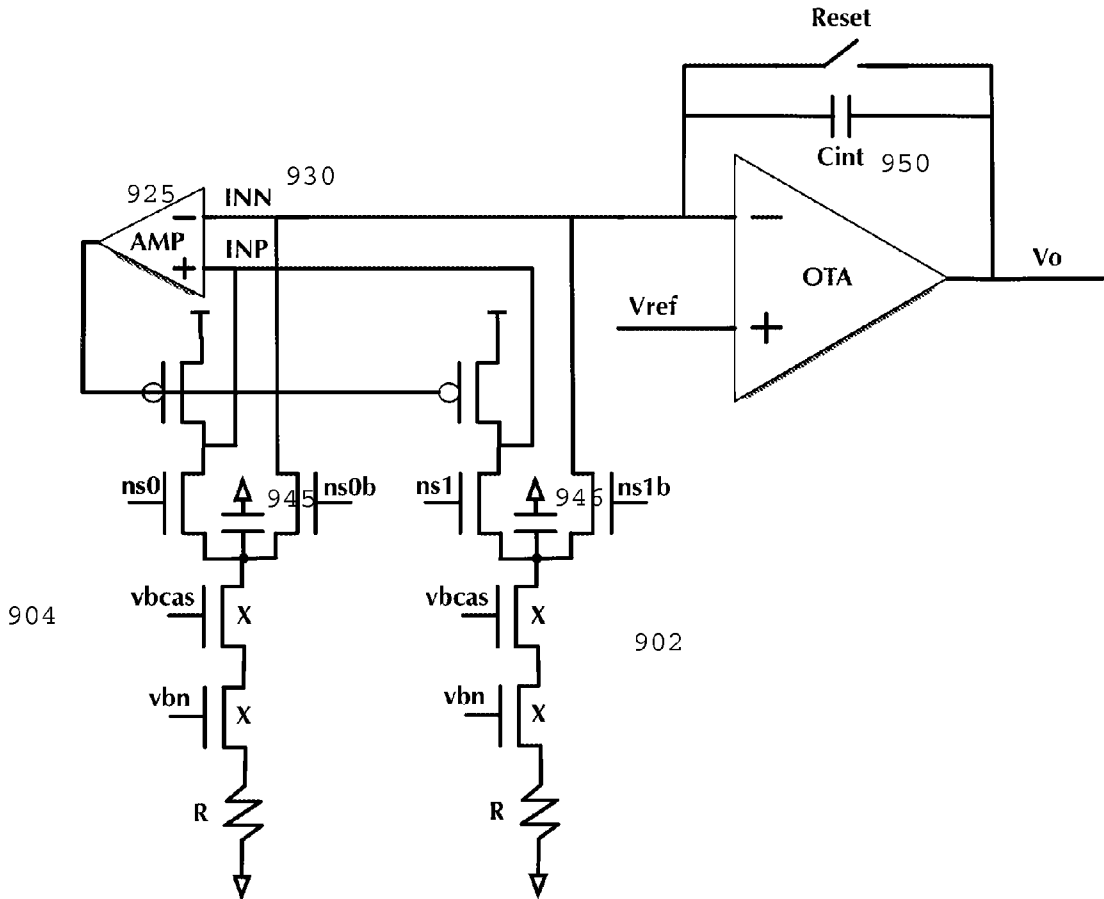 Reset
Cint
950
925
930
INN
AMP
INP
OTA
Vo
Vref
ns0
945
ns0b
ns1
946
ns1b
904
vbcas
X
vbcas
X
902
vbn
X
vbn
X
R
R